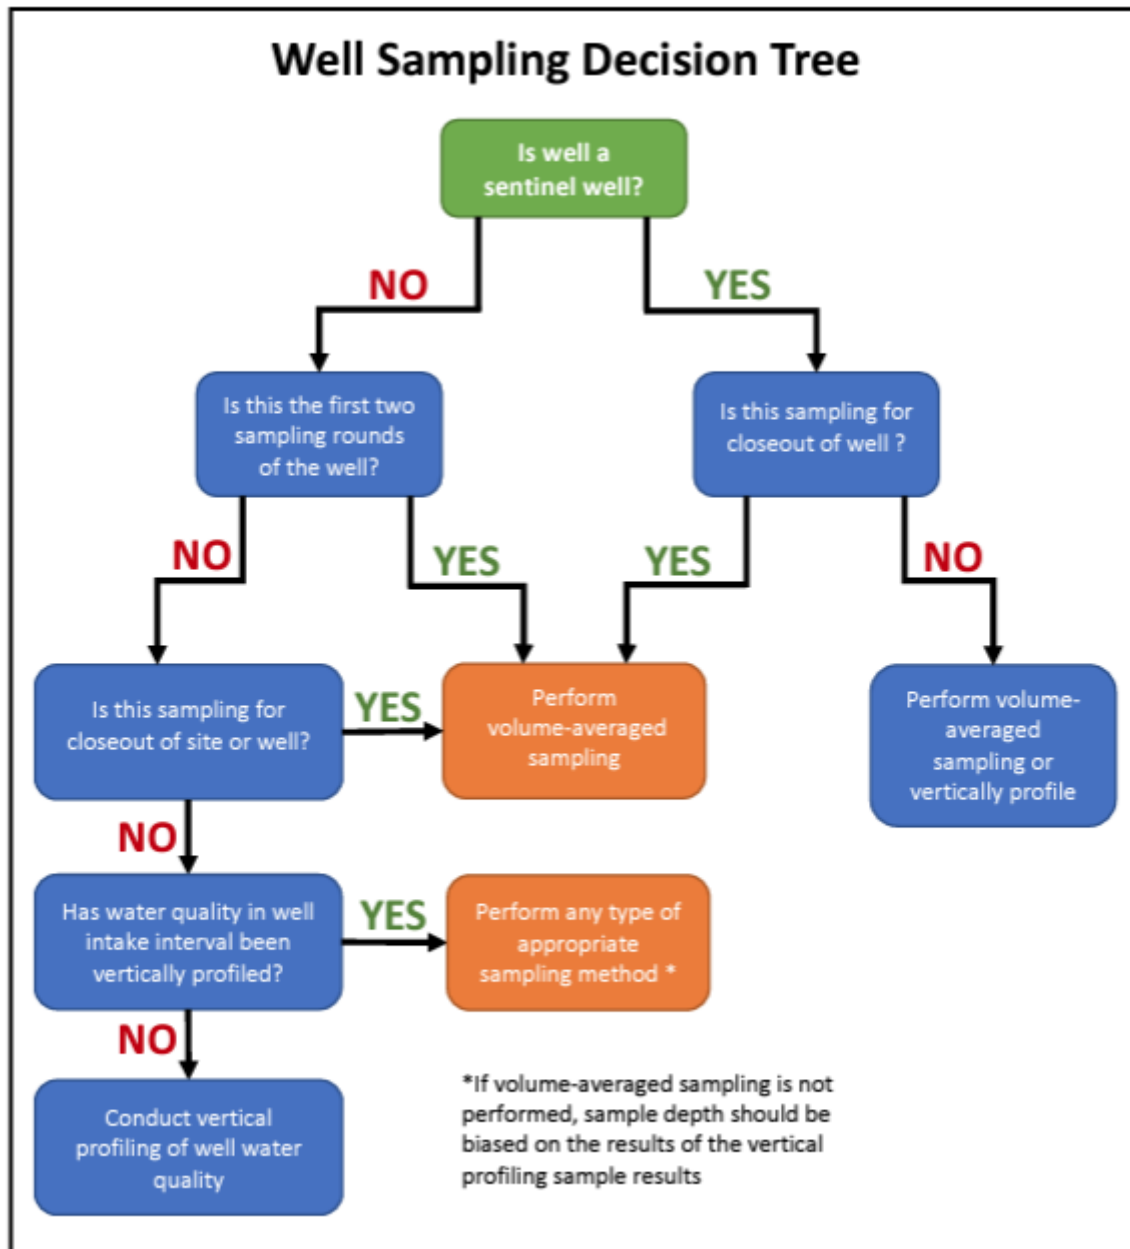 Well Sampling Decision Tree
Is well a
sentinel well?
NO
YES
Is this the first two
sampling rounds
of the well?
Is this sampling for
closeout of well ?
NO
YES
YES
NO
Is this sampling for
closeout of site or well?
YES
Perform
volume-averaged
sampling
Perform volume-
averaged
sampling or
vertically profile
NO
Has water quality in well
intake interval been
vertically profiled?
YES
Perform any type of
appropriate
sampling method *
NO
Conduct vertical
profiling of well water
quality
*If volume-averaged sampling is not
performed, sample depth should be
biased on the results of the vertical
profiling sample results